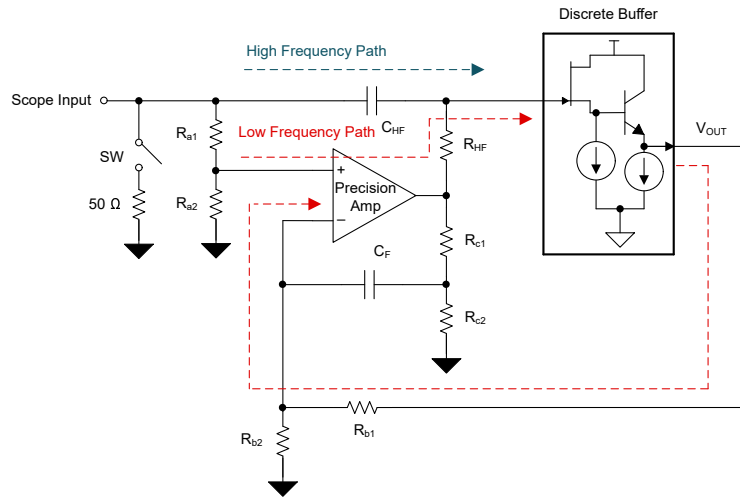 Discrete Buffer
High Frequency Path
Scope Input
C_HF
R_a1
Low Frequency Path
R_HF
V_OUT
SW
+
Precision
Amp
50 Ω
R_a2
−
R_c1
C_F
R_c2
R_b1
R_b2